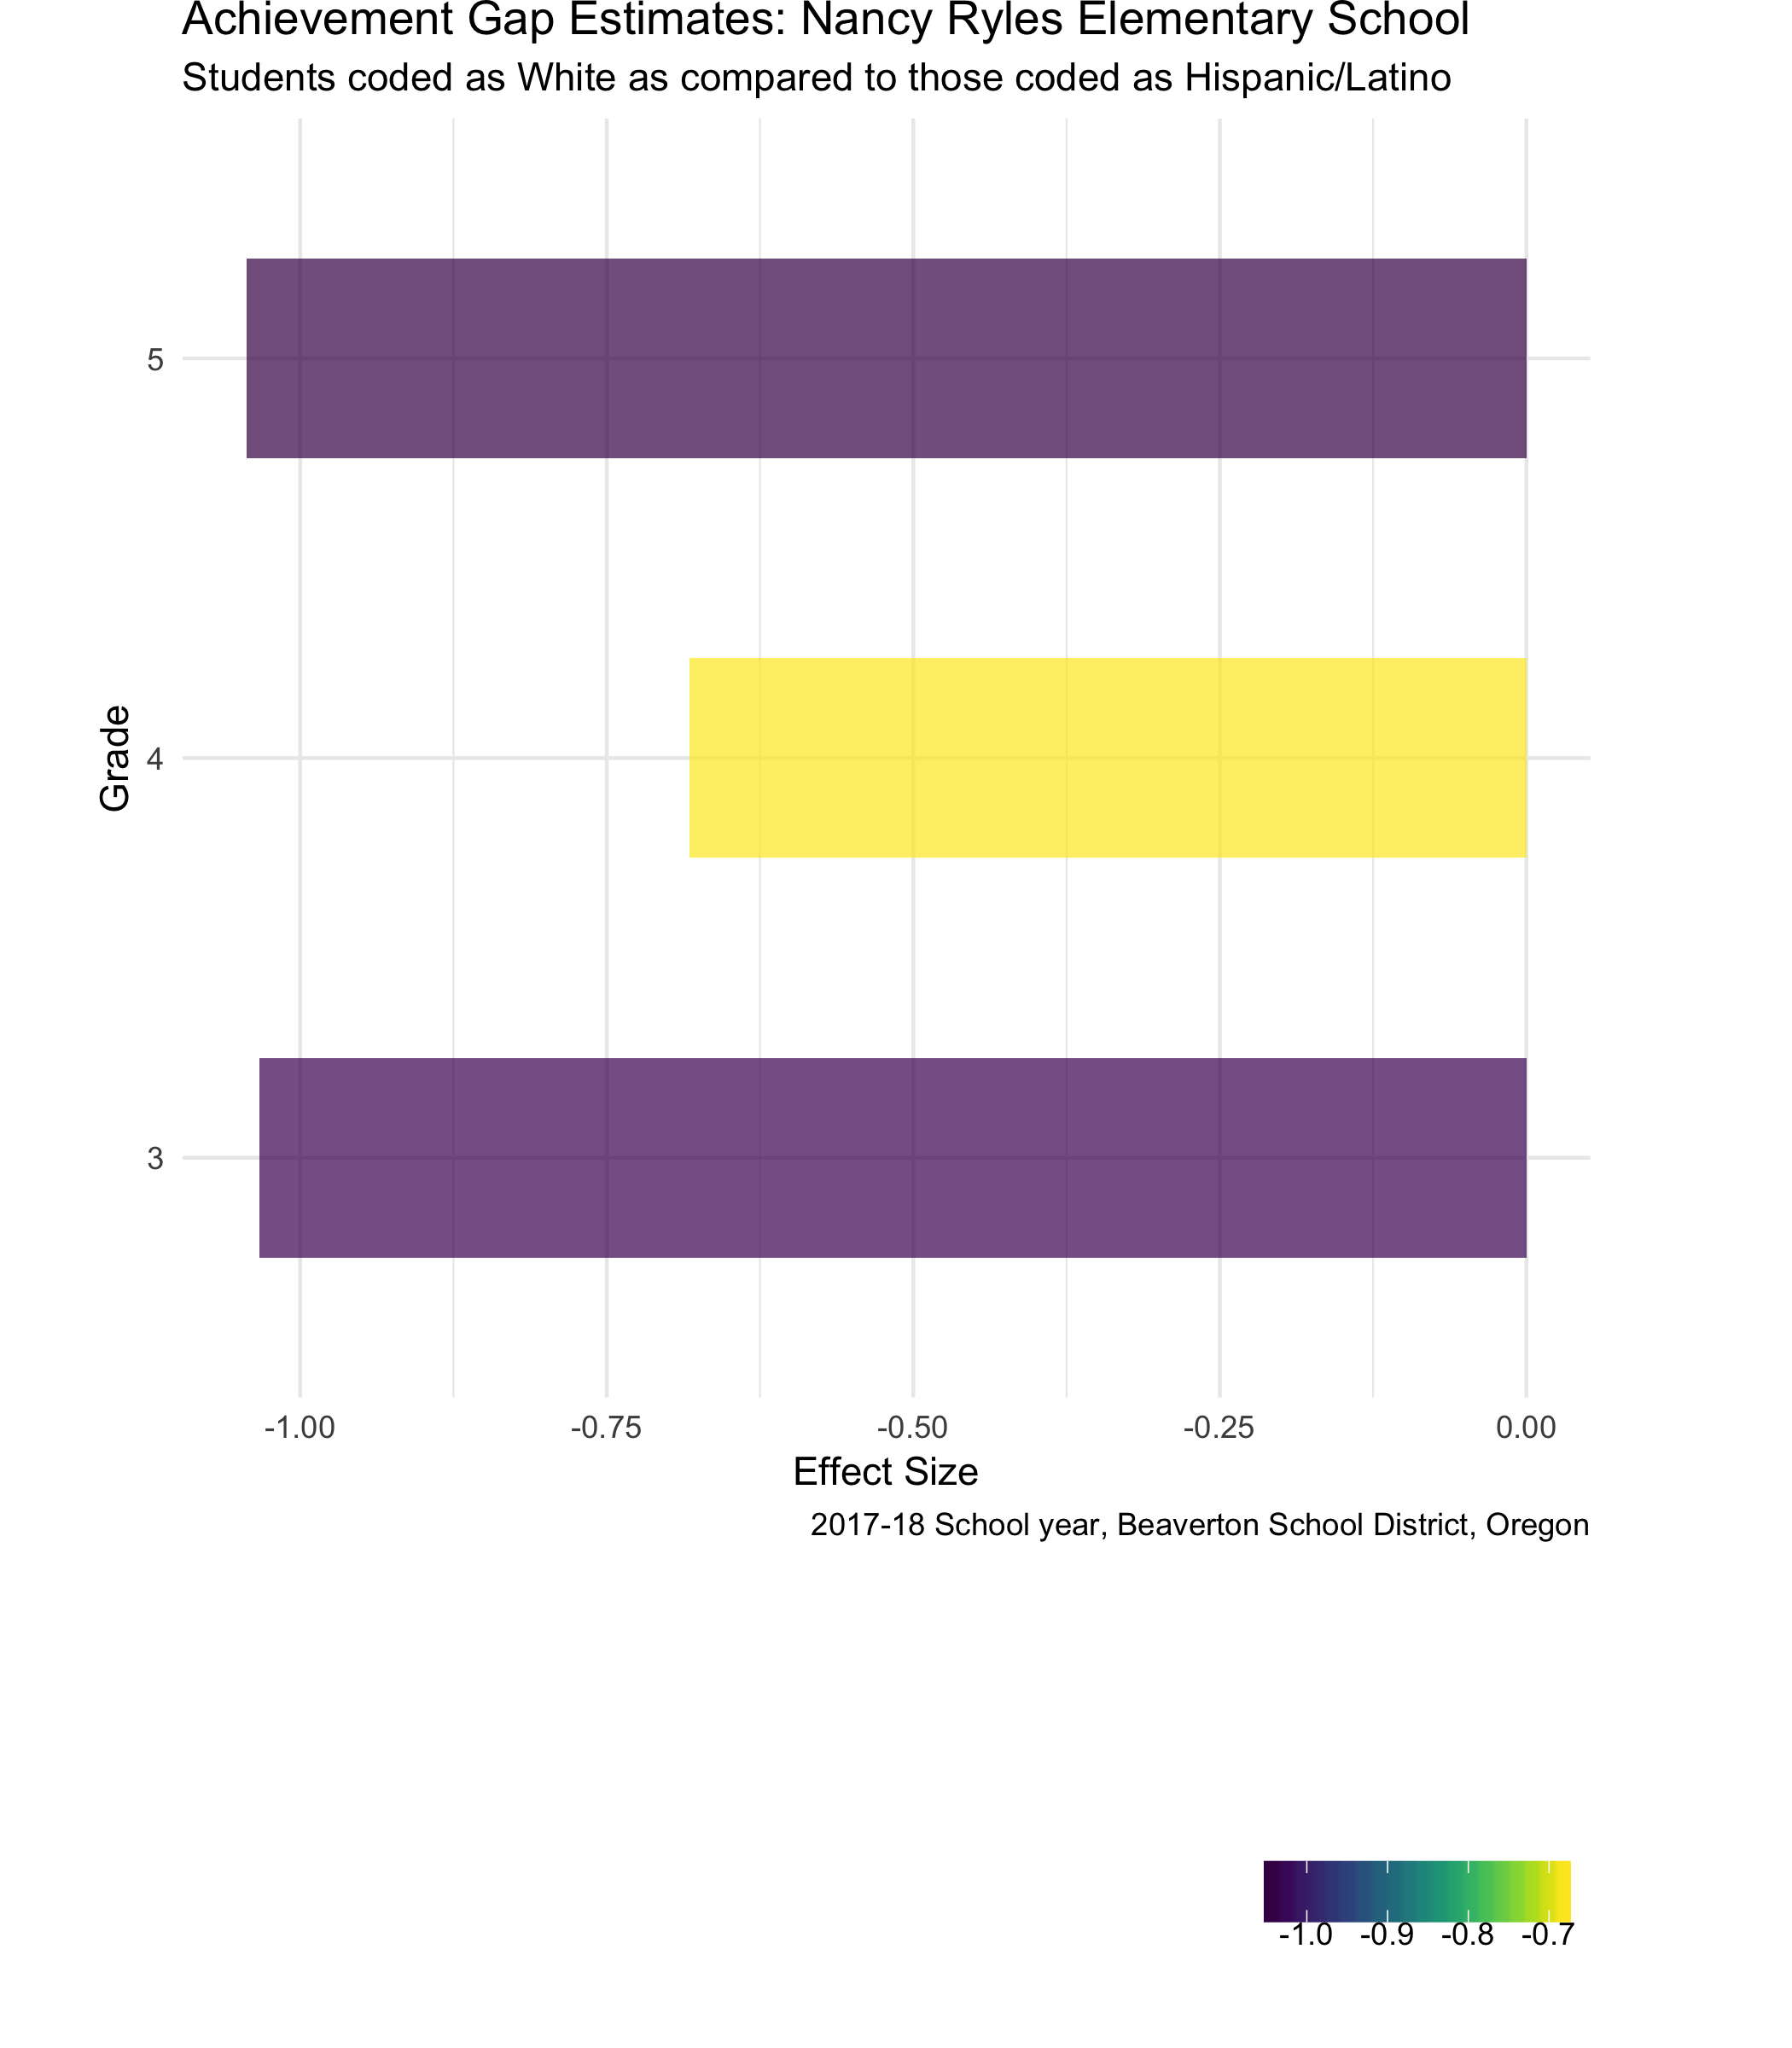 Achievement Gap Estimates: Nancy Ryles Elementary School
Students coded as White as compared to those coded as Hispanic/Latino
5
4
3
Grade
-1.00 -0.75 -0.50 -0.25 0.00
Effect Size
2017-18 School year, Beaverton School District, Oregon
-1.0 -0.9 -0.8 -0.7